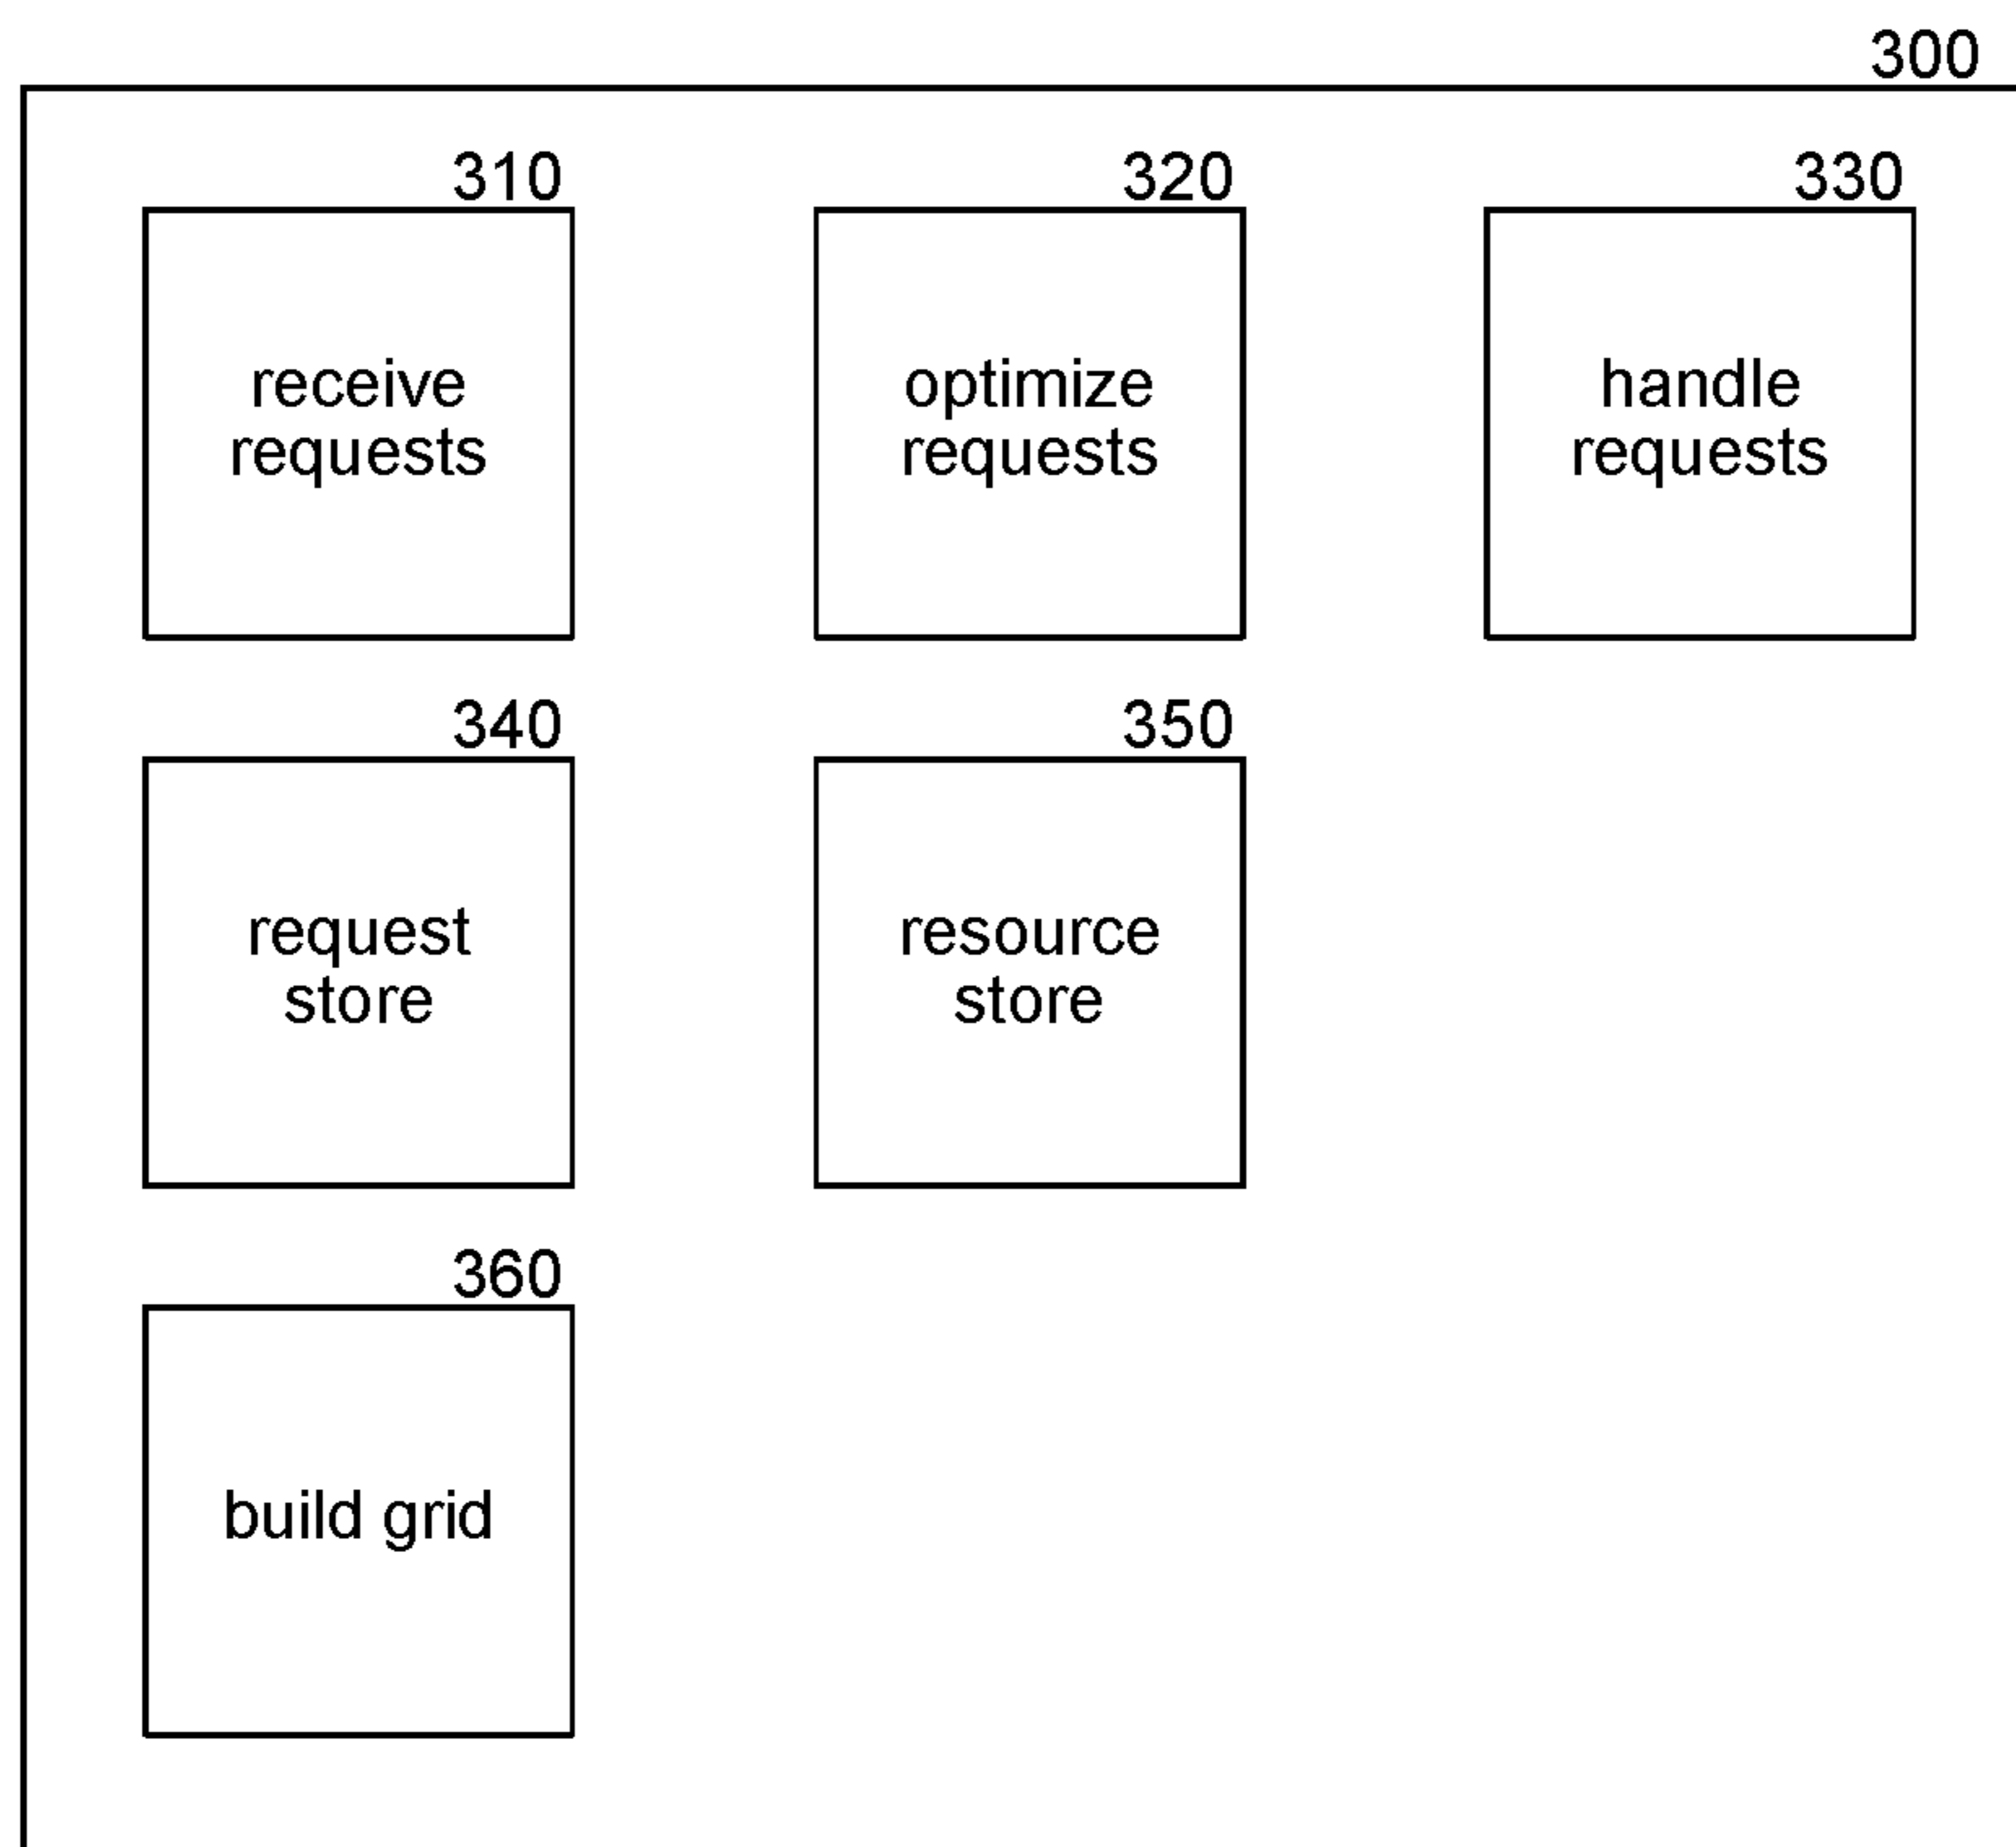 300
310
receive
requests
320
optimize
requests
330
handle
requests
340
request
store
350
resource
store
360
build grid